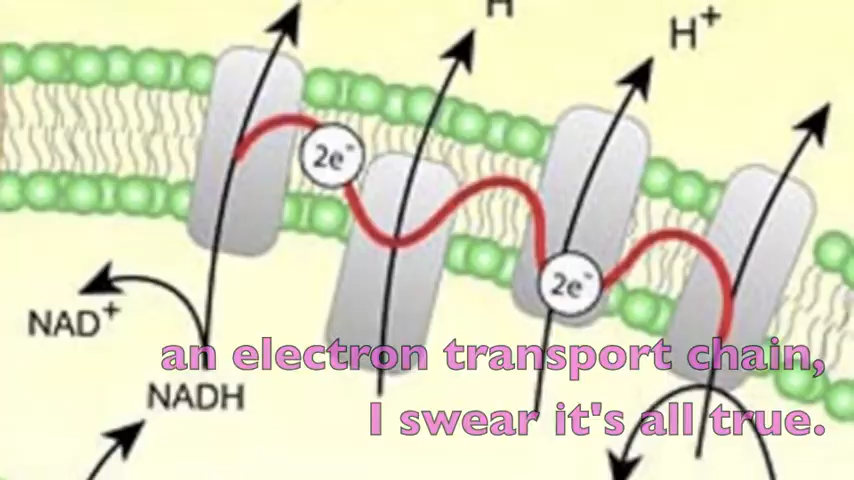 H
H+
2e-
2e-
NAD+
an electron transport chain,
NADH
I swear it's all true.